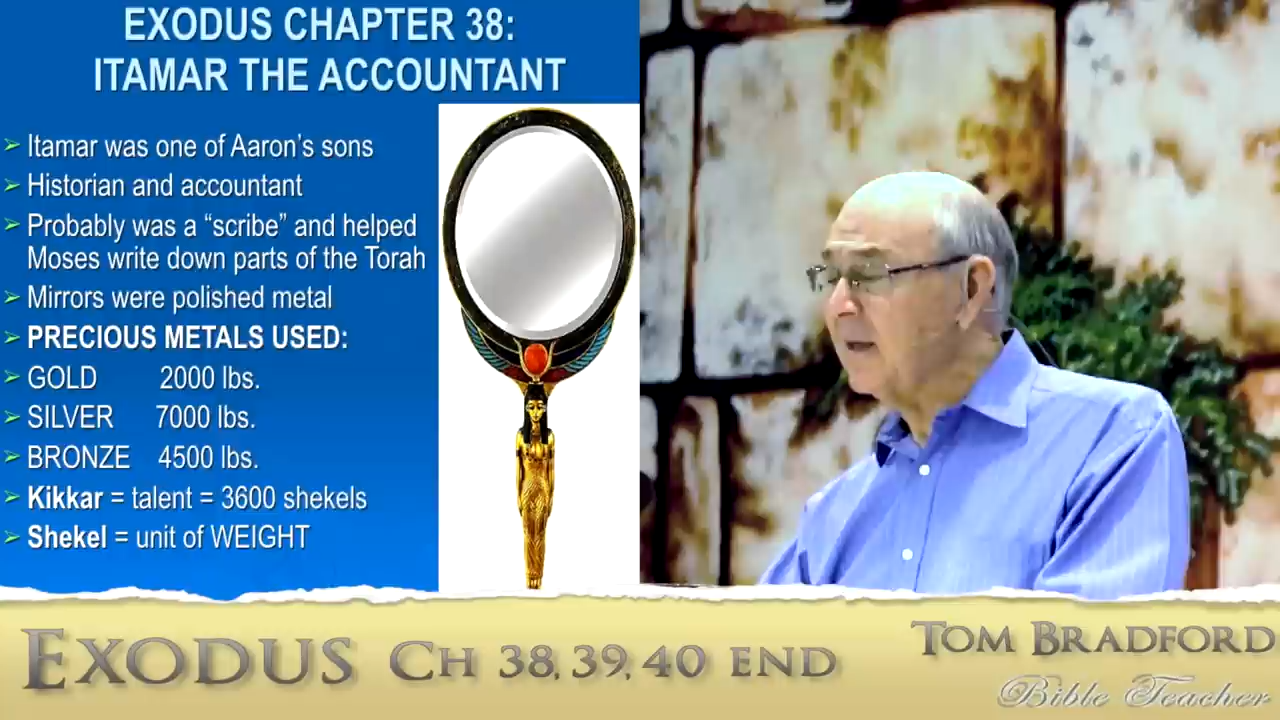 EXODUS CHAPTER 38:
ITAMAR THE ACCOUNTANT
➢ Itamar was one of Aaron’s sons
➢ Historian and accountant
➢ Probably was a “scribe” and helped
Moses write down parts of the Torah
➢ Mirrors were polished metal
➢ PRECIOUS METALS USED:
➢ GOLD 2000 lbs.
➢ SILVER 7000 lbs.
➢ BRONZE 4500 lbs.
➢ Kikkar = talent = 3600 shekels
➢ Shekel = unit of WEIGHT
EXODUS CH 38, 39, 40 END
TOM BRADFORD
Bible Teacher